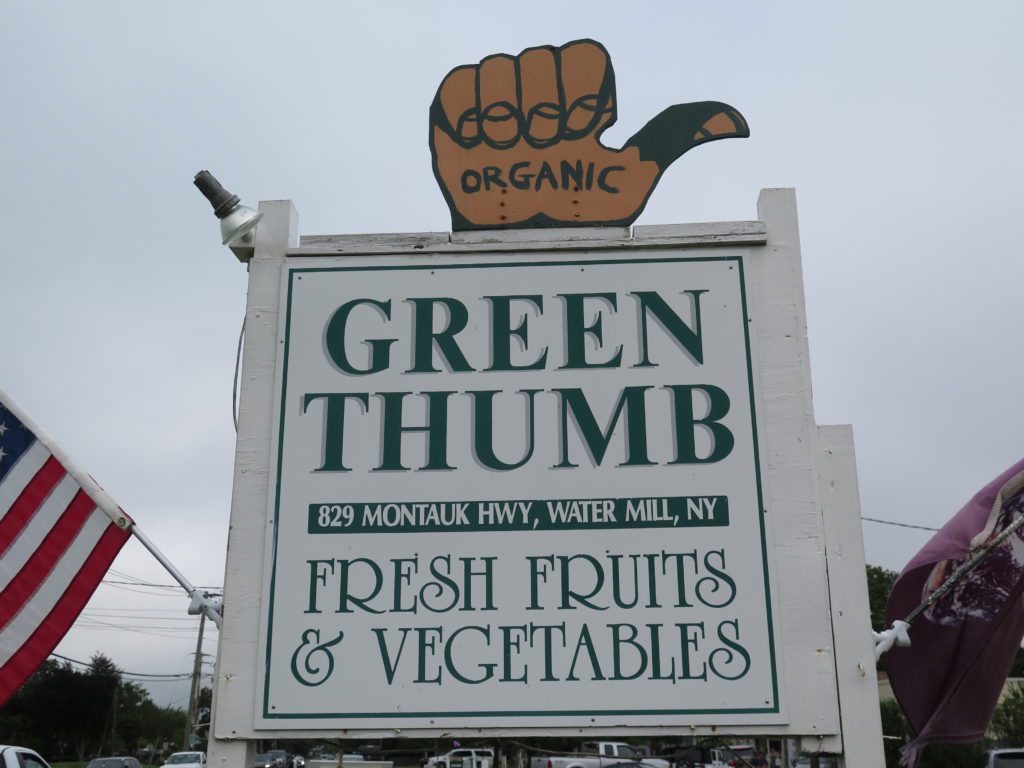 ORGANIC
GREEN
THUMB
829 MONTAUK HWY, WATER MILL, NY
FRESH FRUITS
& VEGETABLES